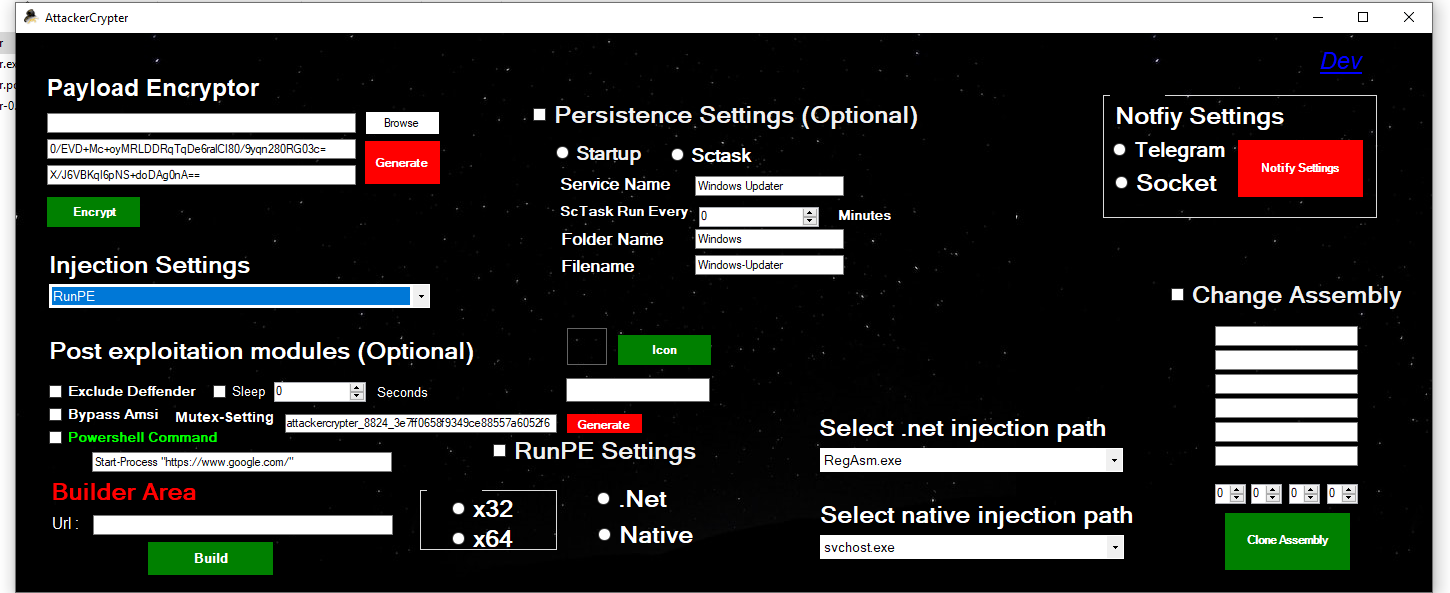 AttackerCrypter
r
r.ex
r.po
r-0.
Dev
Payload Encryptor
Browse
0/EVD+Mc+oyMRLDDRqTqDe6ralCl80/9yqn280RG03c=
X/J6VBKql6pNS+doDAg0nA==
Generate
Encrypt
Injection Settings
RunPE
Post exploitation modules (Optional)
Exclude Deffender
Sleep
0
Seconds
Bypass Amsi
Mutex-Setting
attackercrypter_8824_3e7ff0658f9349ce88557a6052f6
Powershell Command
Start-Process "https://www.google.com/"
Builder Area
Url :
Build
Persistence Settings (Optional)
Startup
Sctask
Service Name
Windows Updater
ScTask Run Every
0
Minutes
Folder Name
Windows
Filename
Windows-Updater
Icon
Generate
RunPE Settings
x32
x64
.Net
Native
Select .net injection path
RegAsm.exe
Select native injection path
svchost.exe
Notfiy Settings
Telegram
Socket
Notify Settings
Change Assembly
0 0 0 0
Clone Assembly